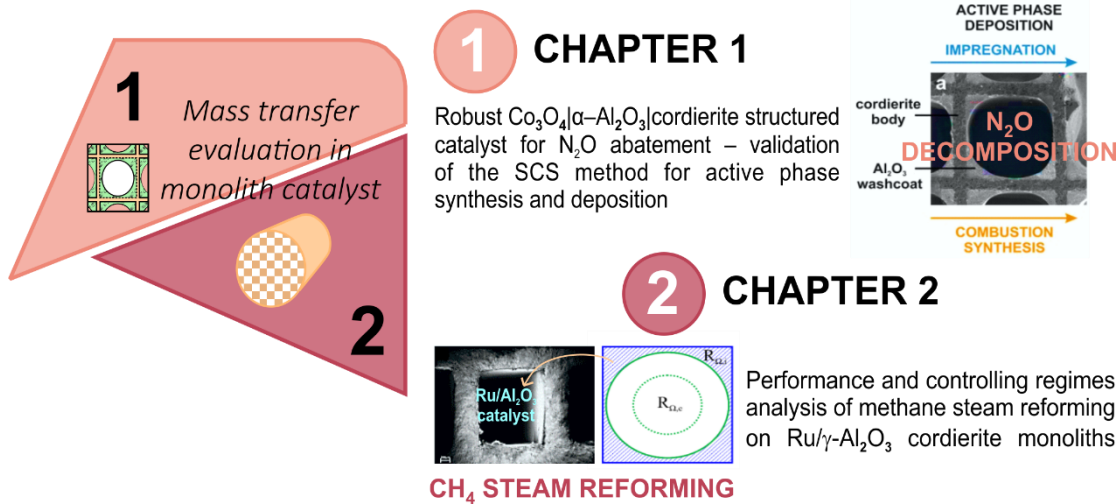 1
Mass transfer
evaluation in
monolith catalyst
2
1
CHAPTER 1
Robust Co₃O₄|α–Al₂O₃|cordierite structured
catalyst for N₂O abatement – validation
of the SCS method for active phase
synthesis and deposition
ACTIVE PHASE
DEPOSITION
IMPREGNATION
a
cordierite
body
N₂O
DECOMPOSITION
Al₂O₃
washcoat
COMBUSTION
SYNTHESIS
2
CHAPTER 2
Ru/Al₂O₃
catalyst
R_Ω,i
R_Ω,e
CH₄ STEAM REFORMING
Performance and controlling regimes
analysis of methane steam reforming
on Ru/γ-Al₂O₃ cordierite monoliths